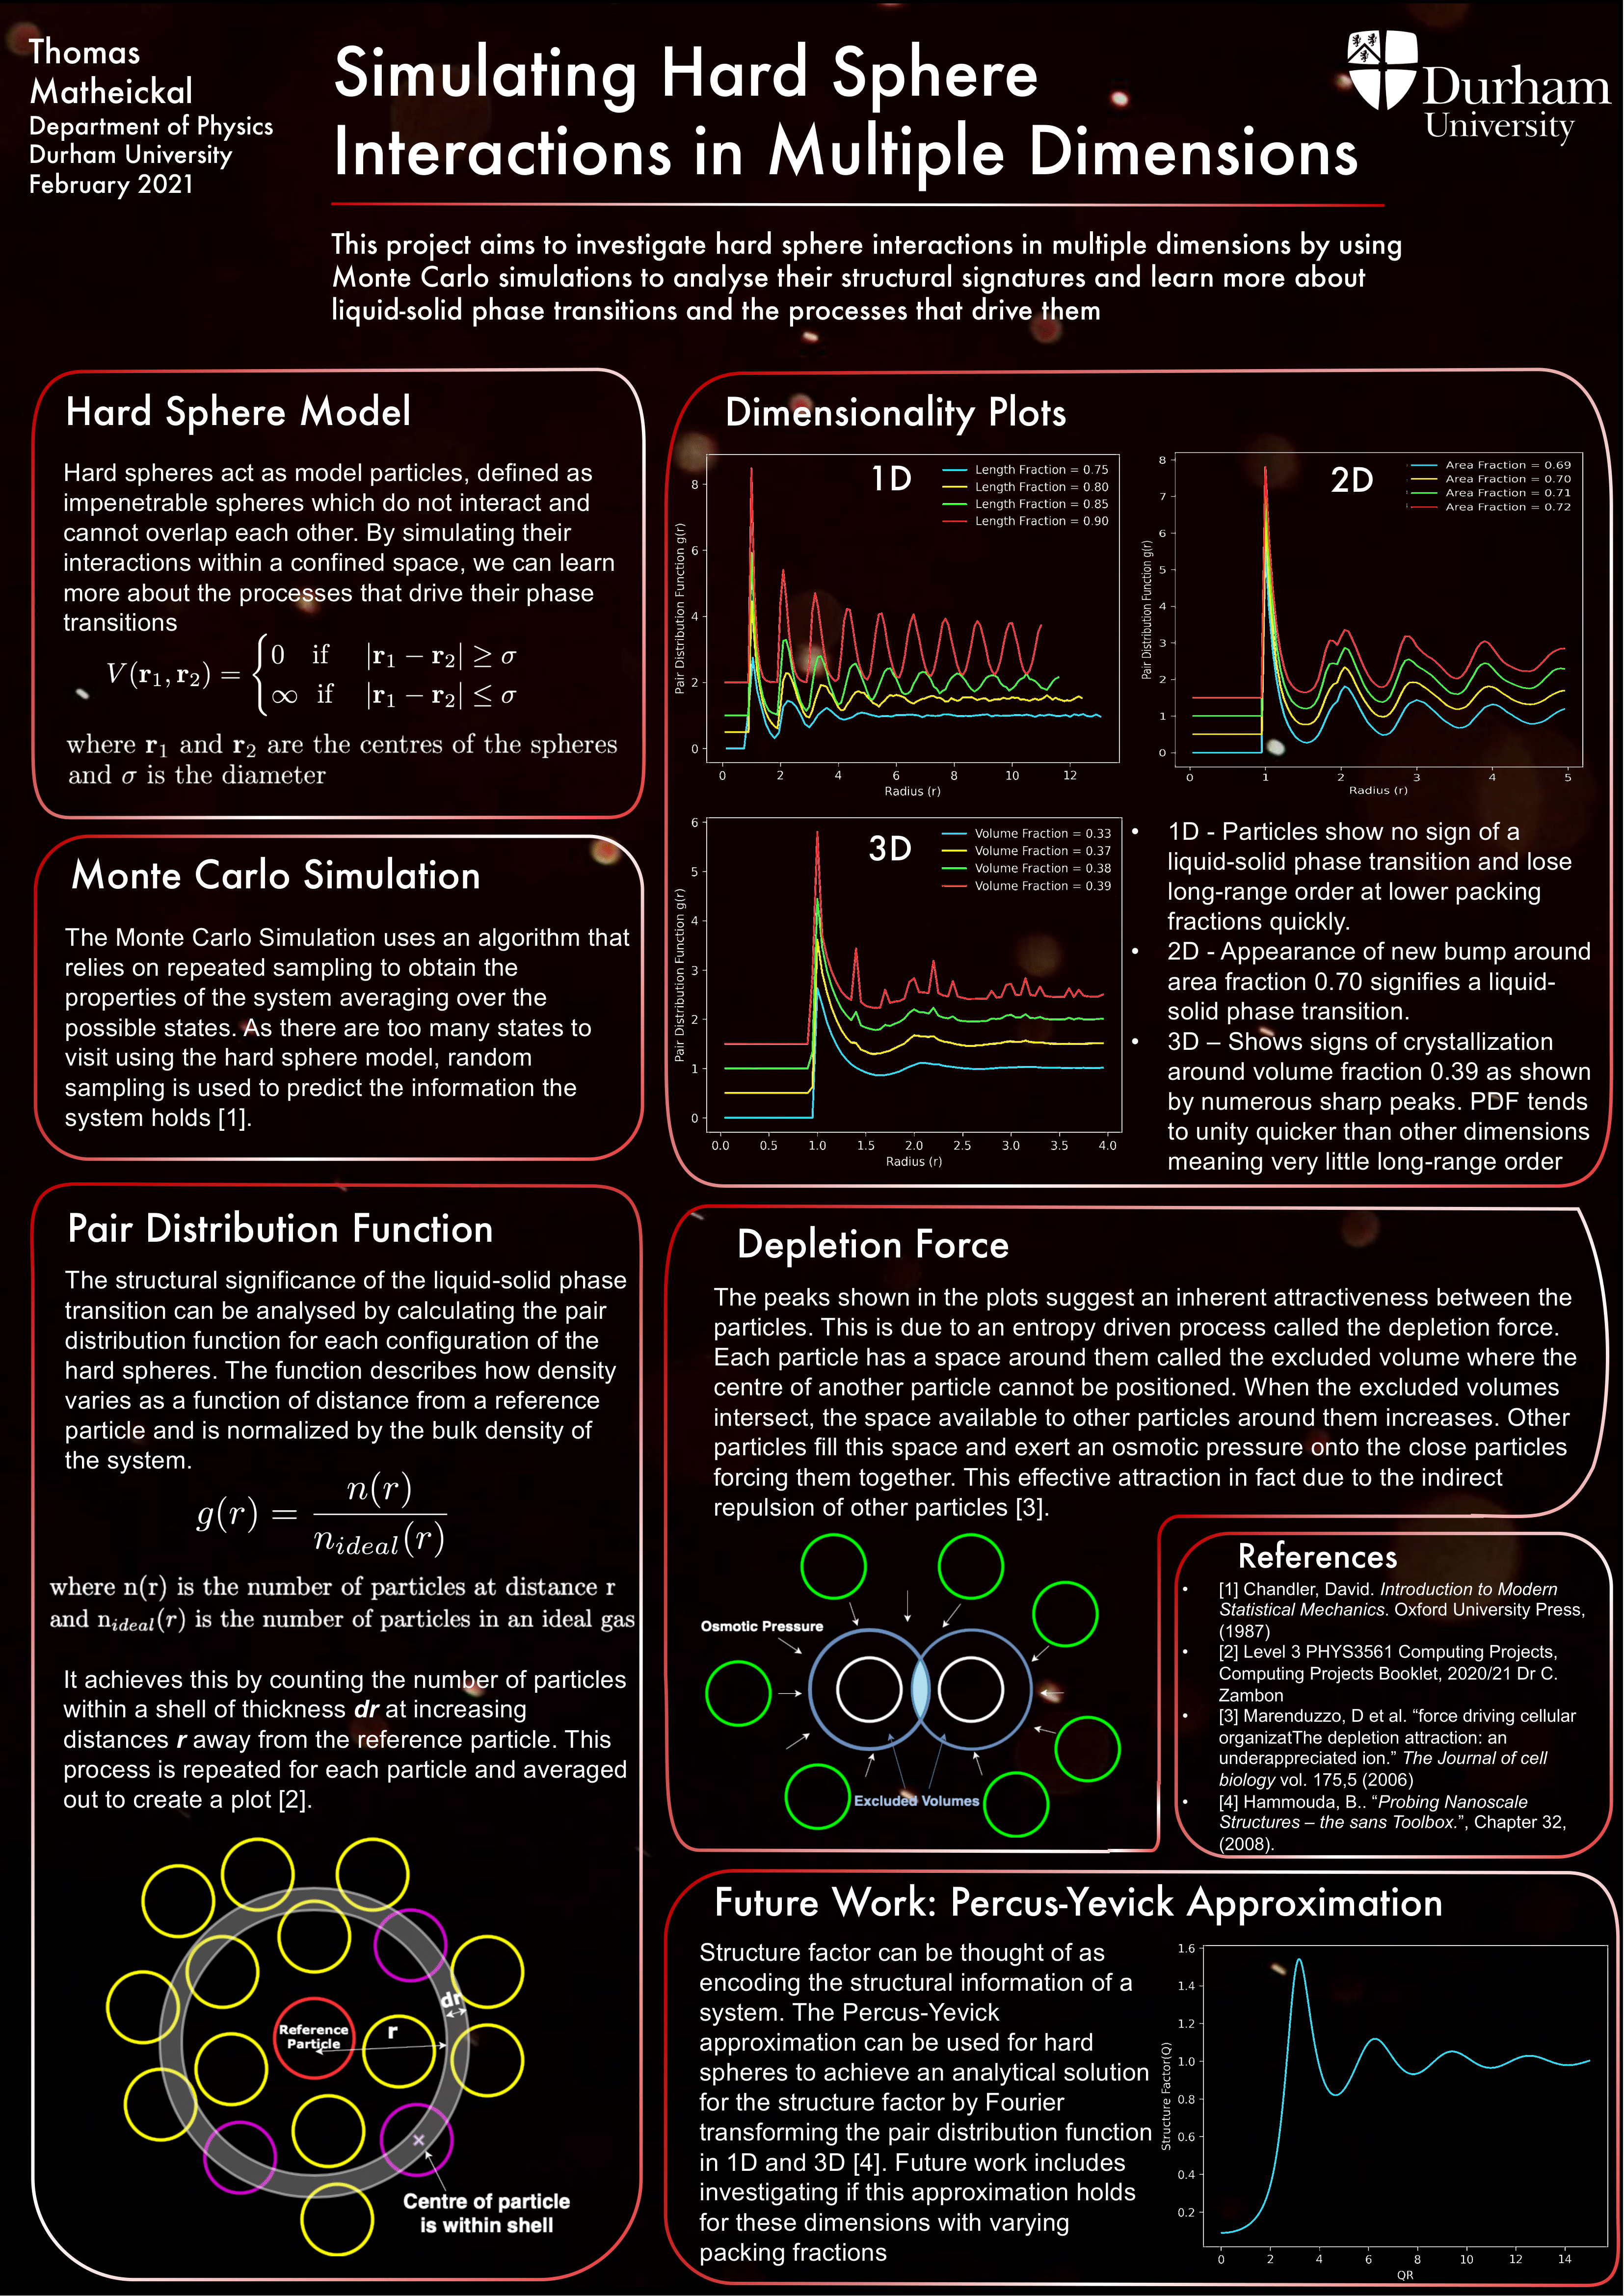 Thomas
Matheickal
Department of Physics
Durham University
February 2021
Simulating Hard Sphere
Interactions in Multiple Dimensions
Durham
University
This project aims to investigate hard sphere interactions in multiple dimensions by using
Monte Carlo simulations to analyse their structural signatures and learn more about
liquid-solid phase transitions and the processes that drive them
Hard Sphere Model
Hard spheres act as model particles, defined as
impenetrable spheres which do not interact and
cannot overlap each other. By simulating their
interactions within a confined space, we can learn
more about the processes that drive their phase
transitions
V(r₁, r₂) = { 0 if |r₁ − r₂| ≥ σ
∞ if |r₁ − r₂| ≤ σ
where r₁ and r₂ are the centres of the spheres
and σ is the diameter
Monte Carlo Simulation
The Monte Carlo Simulation uses an algorithm that
relies on repeated sampling to obtain the
properties of the system averaging over the
possible states. As there are too many states to
visit using the hard sphere model, random
sampling is used to predict the information the
system holds [1].
Pair Distribution Function
The structural significance of the liquid-solid phase
transition can be analysed by calculating the pair
distribution function for each configuration of the
hard spheres. The function describes how density
varies as a function of distance from a reference
particle and is normalized by the bulk density of
the system.
g(r) = n(r) / n_ideal(r)
where n(r) is the number of particles at distance r
and n_ideal(r) is the number of particles in an ideal gas
It achieves this by counting the number of particles
within a shell of thickness dr at increasing
distances r away from the reference particle. This
process is repeated for each particle and averaged
out to create a plot [2].
dr
Reference
Particle
r
Centre of particle
is within shell
Dimensionality Plots
1D
Length Fraction = 0.75
Length Fraction = 0.80
Length Fraction = 0.85
Length Fraction = 0.90
Pair Distribution Function g(r)
8
6
4
2
0
0 2 4 6 8 10 12
Radius (r)
2D
Area Fraction = 0.69
Area Fraction = 0.70
Area Fraction = 0.71
Area Fraction = 0.72
Pair Distribution Function g(r)
8
7
6
5
4
3
2
1
0
0 1 2 3 4 5
Radius (r)
3D
Volume Fraction = 0.33
Volume Fraction = 0.37
Volume Fraction = 0.38
Volume Fraction = 0.39
Pair Distribution Function g(r)
6
5
4
3
2
1
0
0.0 0.5 1.0 1.5 2.0 2.5 3.0 3.5 4.0
Radius (r)
• 1D - Particles show no sign of a
liquid-solid phase transition and lose
long-range order at lower packing
fractions quickly.
• 2D - Appearance of new bump around
area fraction 0.70 signifies a liquid-
solid phase transition.
• 3D – Shows signs of crystallization
around volume fraction 0.39 as shown
by numerous sharp peaks. PDF tends
to unity quicker than other dimensions
meaning very little long-range order
Depletion Force
The peaks shown in the plots suggest an inherent attractiveness between the
particles. This is due to an entropy driven process called the depletion force.
Each particle has a space around them called the excluded volume where the
centre of another particle cannot be positioned. When the excluded volumes
intersect, the space available to other particles around them increases. Other
particles fill this space and exert an osmotic pressure onto the close particles
forcing them together. This effective attraction in fact due to the indirect
repulsion of other particles [3].
Osmotic Pressure
Excluded Volumes
References
• [1] Chandler, David. Introduction to Modern
Statistical Mechanics. Oxford University Press,
(1987)
• [2] Level 3 PHYS3561 Computing Projects,
Computing Projects Booklet, 2020/21 Dr C.
Zambon
• [3] Marenduzzo, D et al. “force driving cellular
organizatThe depletion attraction: an
underappreciated ion.” The Journal of cell
biology vol. 175,5 (2006)
• [4] Hammouda, B.. “Probing Nanoscale
Structures – the sans Toolbox.”, Chapter 32,
(2008).
Future Work: Percus-Yevick Approximation
Structure factor can be thought of as
encoding the structural information of a
system. The Percus-Yevick
approximation can be used for hard
spheres to achieve an analytical solution
for the structure factor by Fourier
transforming the pair distribution function
in 1D and 3D [4]. Future work includes
investigating if this approximation holds
for these dimensions with varying
packing fractions
Structure Factor(Q)
1.6
1.4
1.2
1.0
0.8
0.6
0.4
0.2
0 2 4 6 8 10 12 14
QR